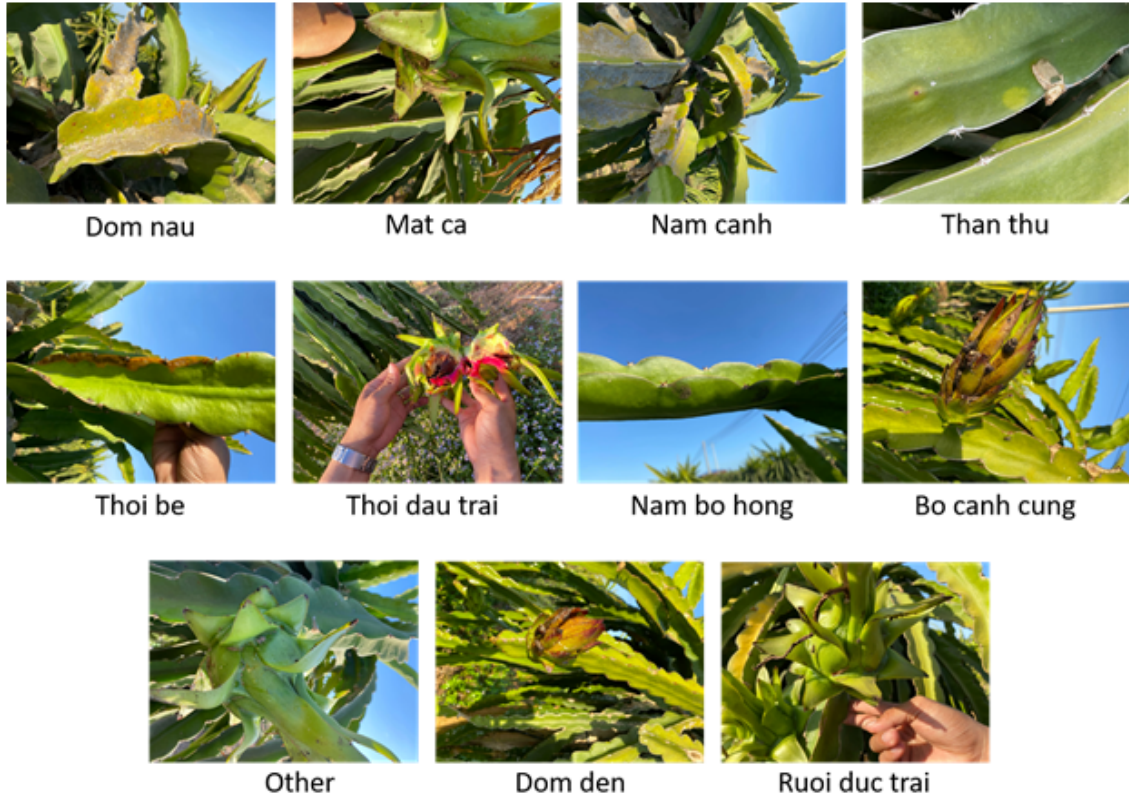 Dom nau
Mat ca
Nam canh
Than thu
Thoi be
Thoi dau trai
Nam bo hong
Bo canh cung
Other
Dom den
Ruoi duc trai